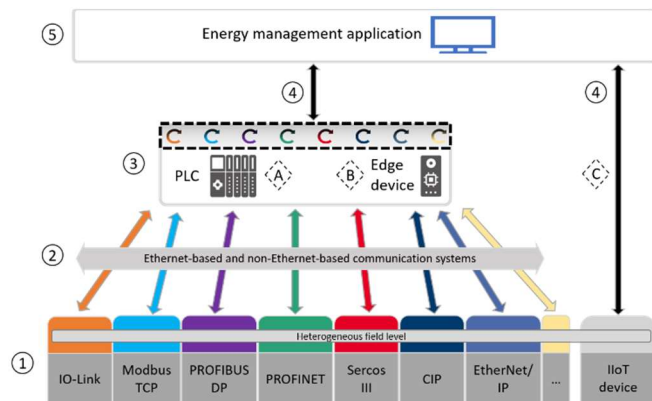 ⑤
Energy management application
④
④
③
PLC
A
B
Edge
device
C
②
Ethernet-based and non-Ethernet-based communication systems
Heterogeneous field level
①
IO-Link
Modbus
TCP
PROFIBUS
DP
PROFINET
Sercos
III
CIP
EtherNet/
IP
...
IIoT
device